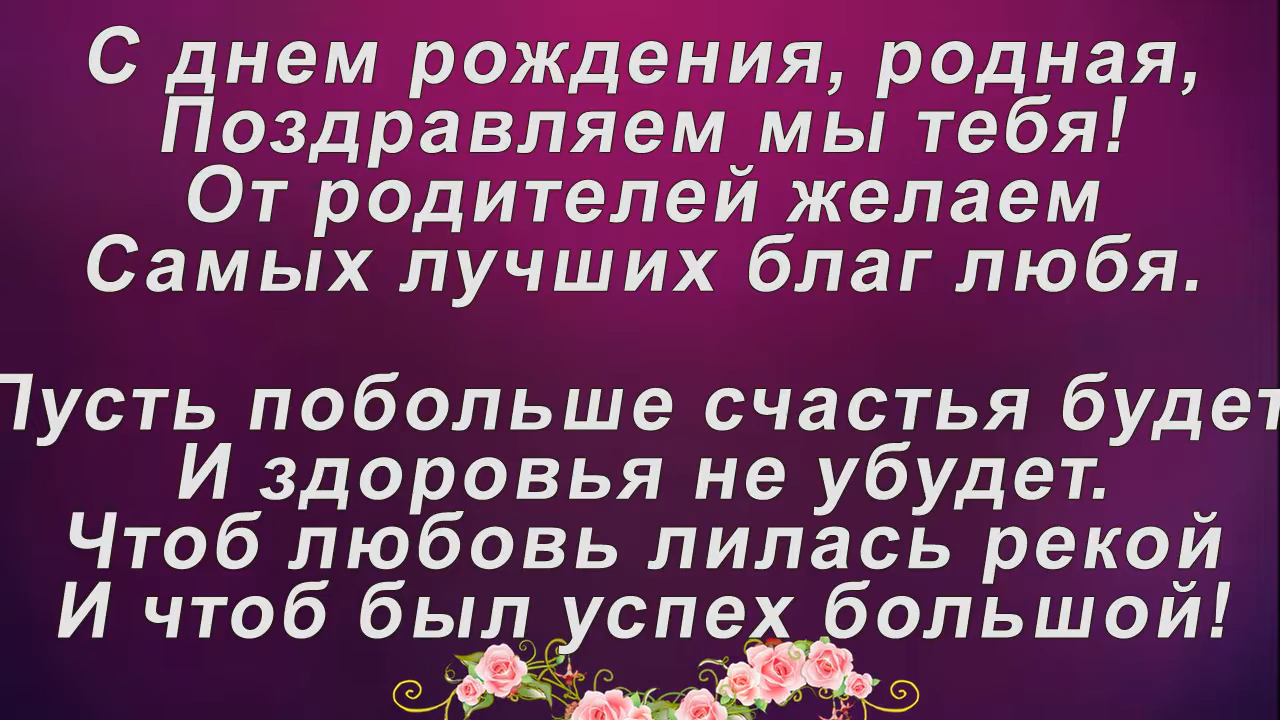 С днем рождения, родная,
Поздравляем мы тебя!
От родителей желаем
Самых лучших благ любя.
Пусть побольше счастья будет
И здоровья не убудет.
Чтоб любовь лилась рекой
И чтоб был успех большой!